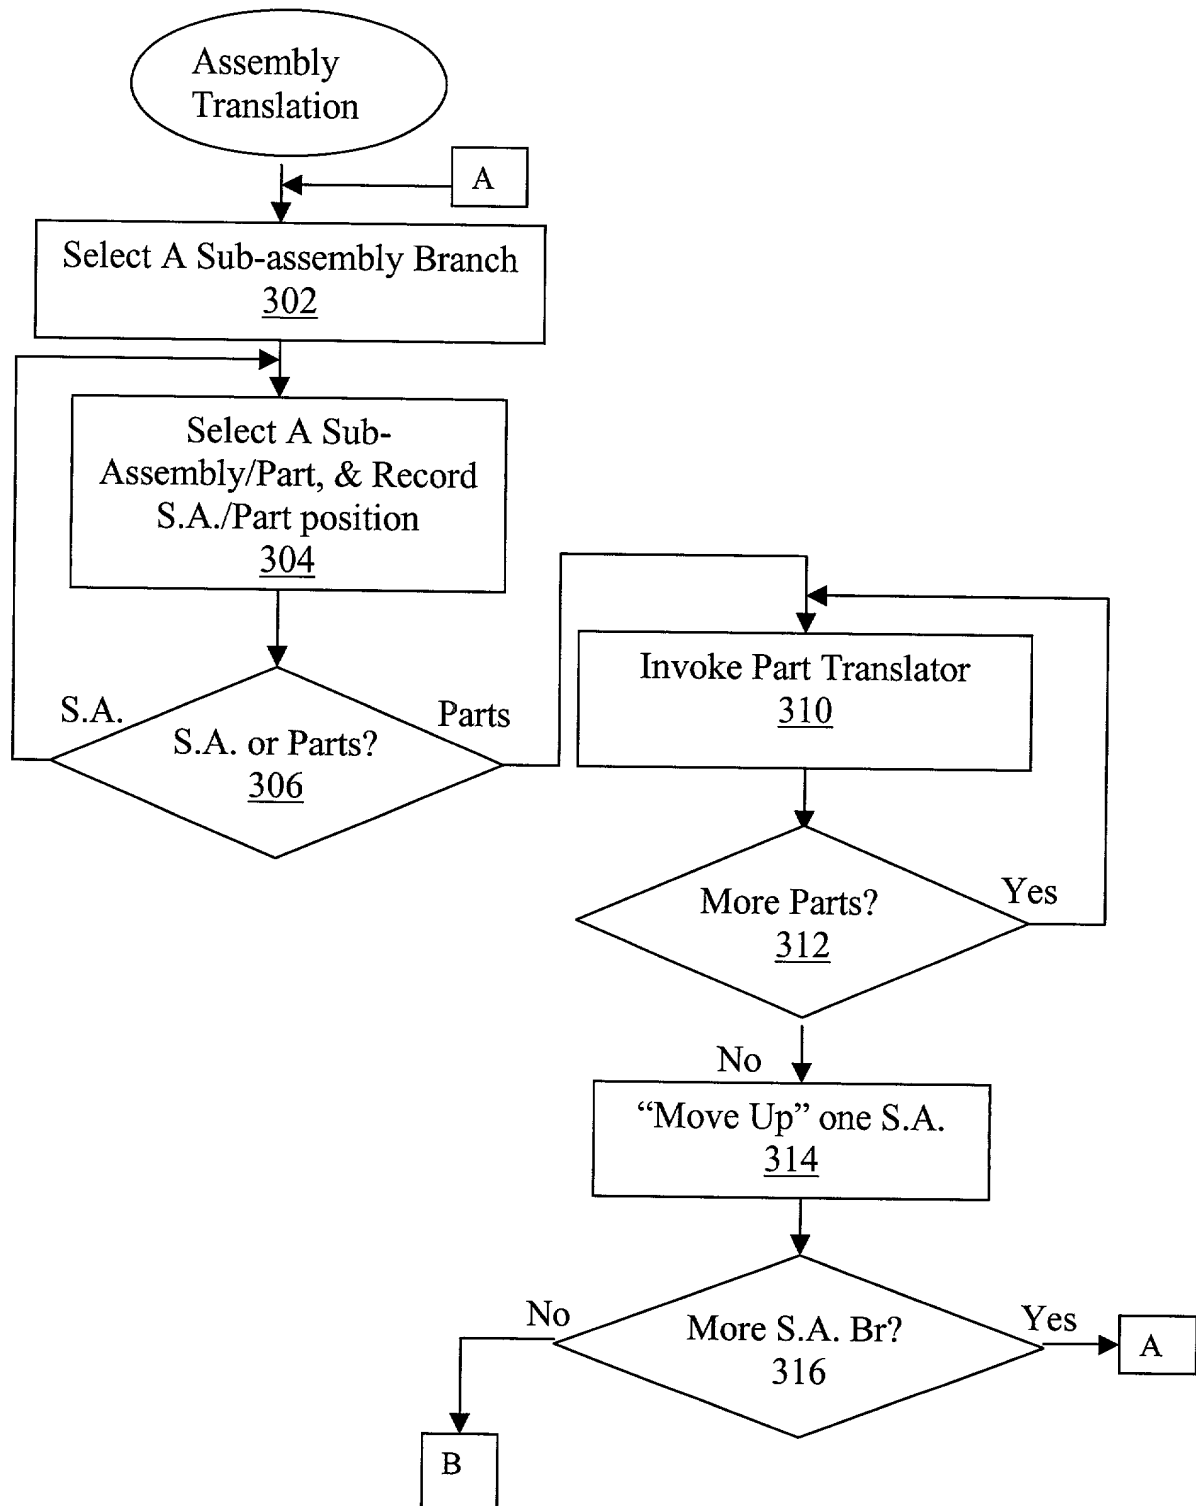 Assembly
Translation
A
Select A Sub-assembly Branch
302
Select A Sub-
Assembly/Part, & Record
S.A./Part position
304
S.A.
S.A. or Parts?
306
Parts
Invoke Part Translator
310
More Parts?
312
Yes
No
“Move Up” one S.A.
314
No
More S.A. Br?
316
Yes
A
B